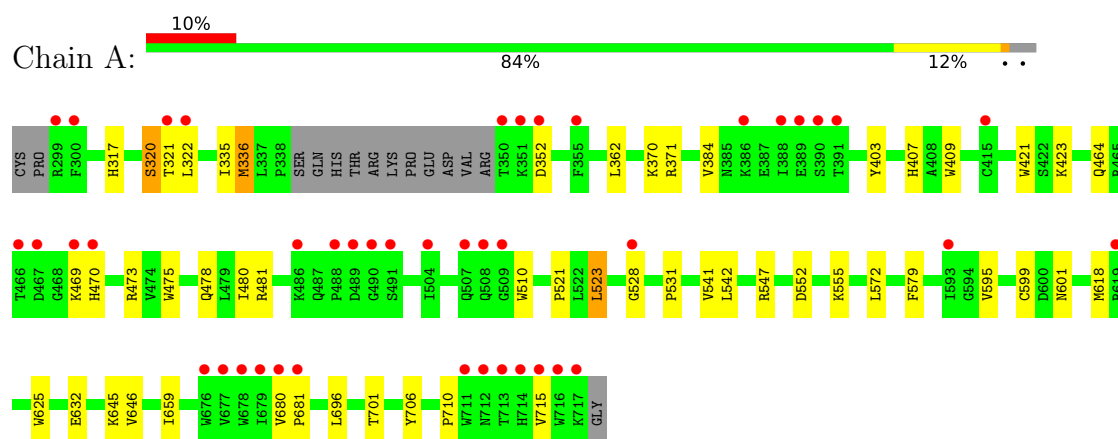 10%
Chain A:
84% 12% • •
CYS PRO R299 F300 H317 S320 T321 L322 I335 M336 L337 P338 SER GLN HIS THR ARG LYS PRO GLU ASP VAL ARG T350 K351 D352 F355 L362 K370 R371 V384 N385 K386 E387 I388 E389 S390 T391 Y403 H407 A408 W409 C415 W421 S422 K423 Q464 R465
T466 D467 G468 K469 H470 R473 V474 W475 Q478 L479 I480 R481 K486 Q487 P488 D489 G490 S491 I504 Q507 Q508 G509 W510 P521 L522 L523 G528 P531 V541 L542 R547 D552 K555 L572 F579 I593 G594 V595 C599 D600 N601 M618
W625 E632 K645 V646 I659 W676 V677 W678 I679 V680 P681 L696 T701 Y706 P710 W711 N712 T713 H714 V715 W716 K717 GLY